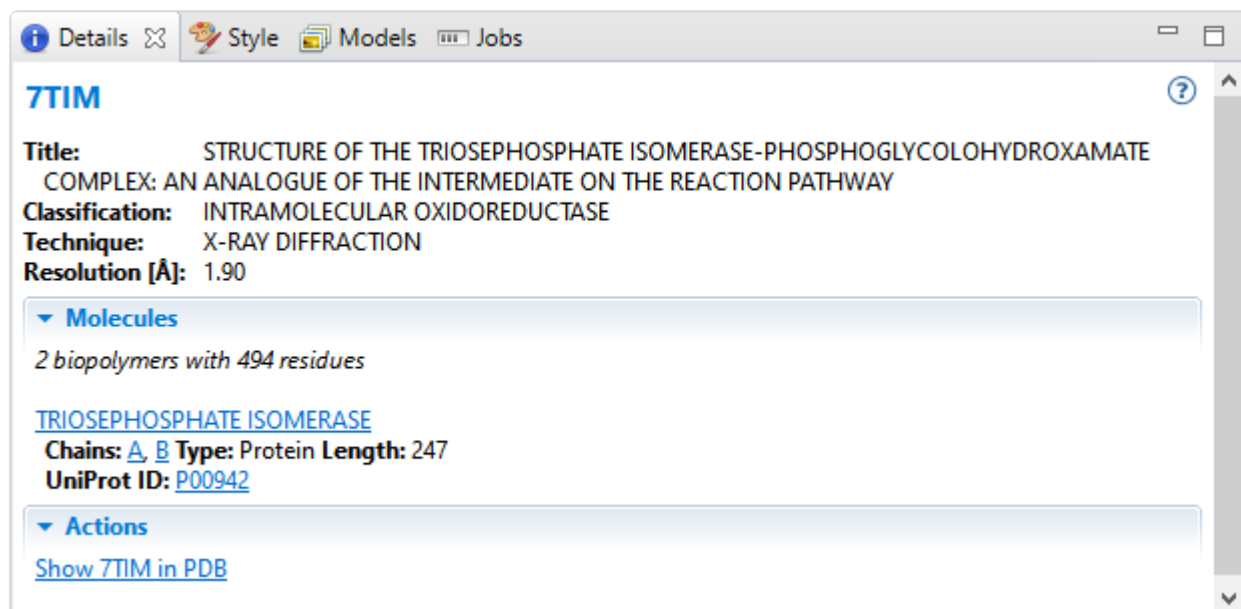 Details Style Models Jobs
7TIM
Title: STRUCTURE OF THE TRIOSEPHOSPHATE ISOMERASE-PHOSPHOGLYCOLOHYDROXAMATE
COMPLEX: AN ANALOGUE OF THE INTERMEDIATE ON THE REACTION PATHWAY
Classification: INTRAMOLECULAR OXIDOREDUCTASE
Technique: X-RAY DIFFRACTION
Resolution [Å]: 1.90
Molecules
2 biopolymers with 494 residues
TRIOSEPHOSPHATE ISOMERASE
Chains: A, B Type: Protein Length: 247
UniProt ID: P00942
Actions
Show 7TIM in PDB